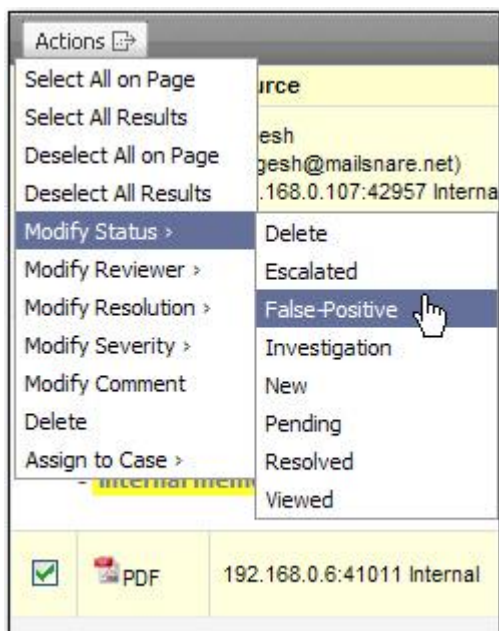 Actions
Select All on Page
Select All Results
Deselect All on Page
Deselect All Results
Modify Status ›
Modify Reviewer ›
Modify Resolution ›
Modify Severity ›
Modify Comment
Delete
Assign to Case ›
Delete
Escalated
False-Positive
Investigation
New
Pending
Resolved
Viewed
urce
esh
gesh@mailsnare.net)
.168.0.107:42957 Interna
- Internal mem
PDF
192.168.0.6:41011 Internal